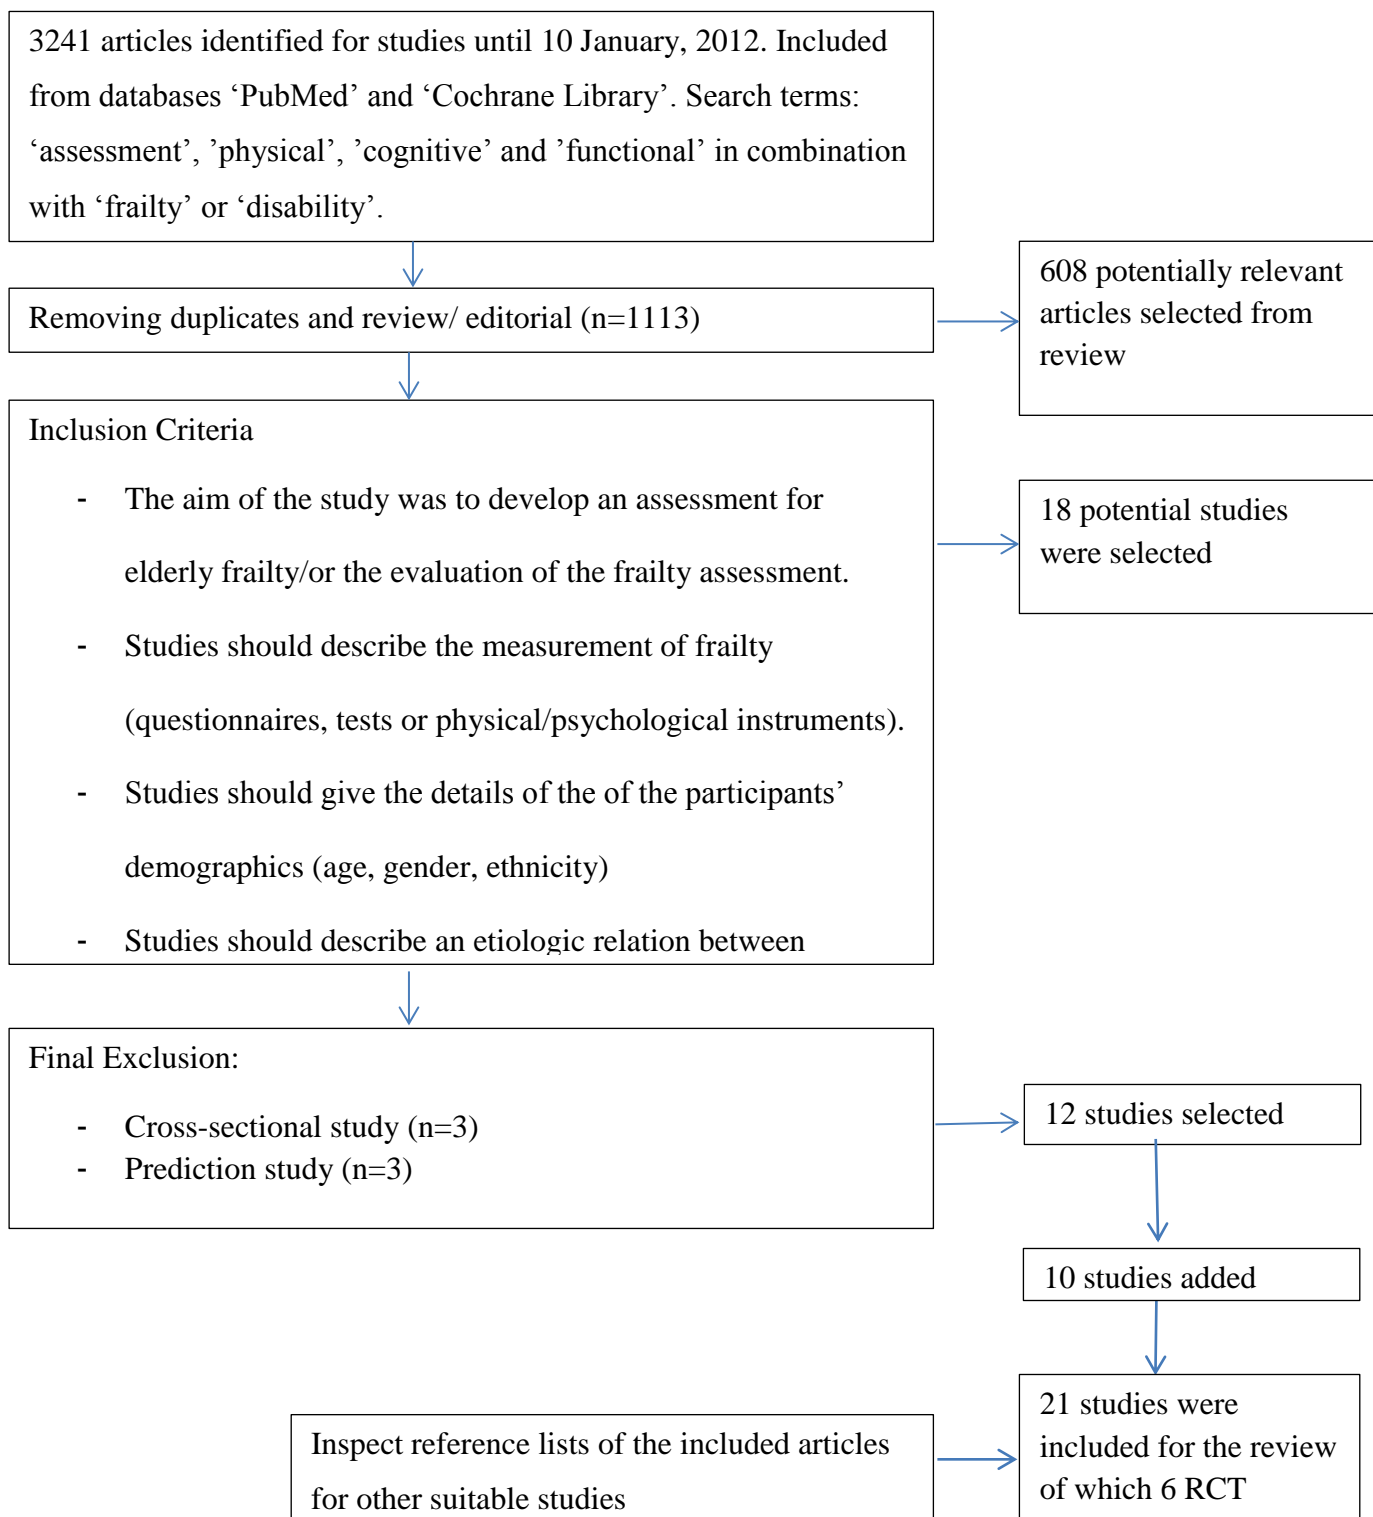 3241 articles identified for studies until 10 January, 2012. Included
from databases ‘PubMed’ and ‘Cochrane Library’. Search terms:
‘assessment’, ’physical’, ’cognitive’ and ’functional’ in combination
with ‘frailty’ or ‘disability’.
608 potentially relevant
articles selected from
review
Removing duplicates and review/ editorial (n=1113)
Inclusion Criteria
- The aim of the study was to develop an assessment for
elderly frailty/or the evaluation of the frailty assessment.
- Studies should describe the measurement of frailty
(questionnaires, tests or physical/psychological instruments).
- Studies should give the details of the of the participants’
demographics (age, gender, ethnicity)
- Studies should describe an etiologic relation between
18 potential studies
were selected
Final Exclusion:
- Cross-sectional study (n=3)
- Prediction study (n=3)
12 studies selected
10 studies added
21 studies were
included for the review
of which 6 RCT
Inspect reference lists of the included articles
for other suitable studies